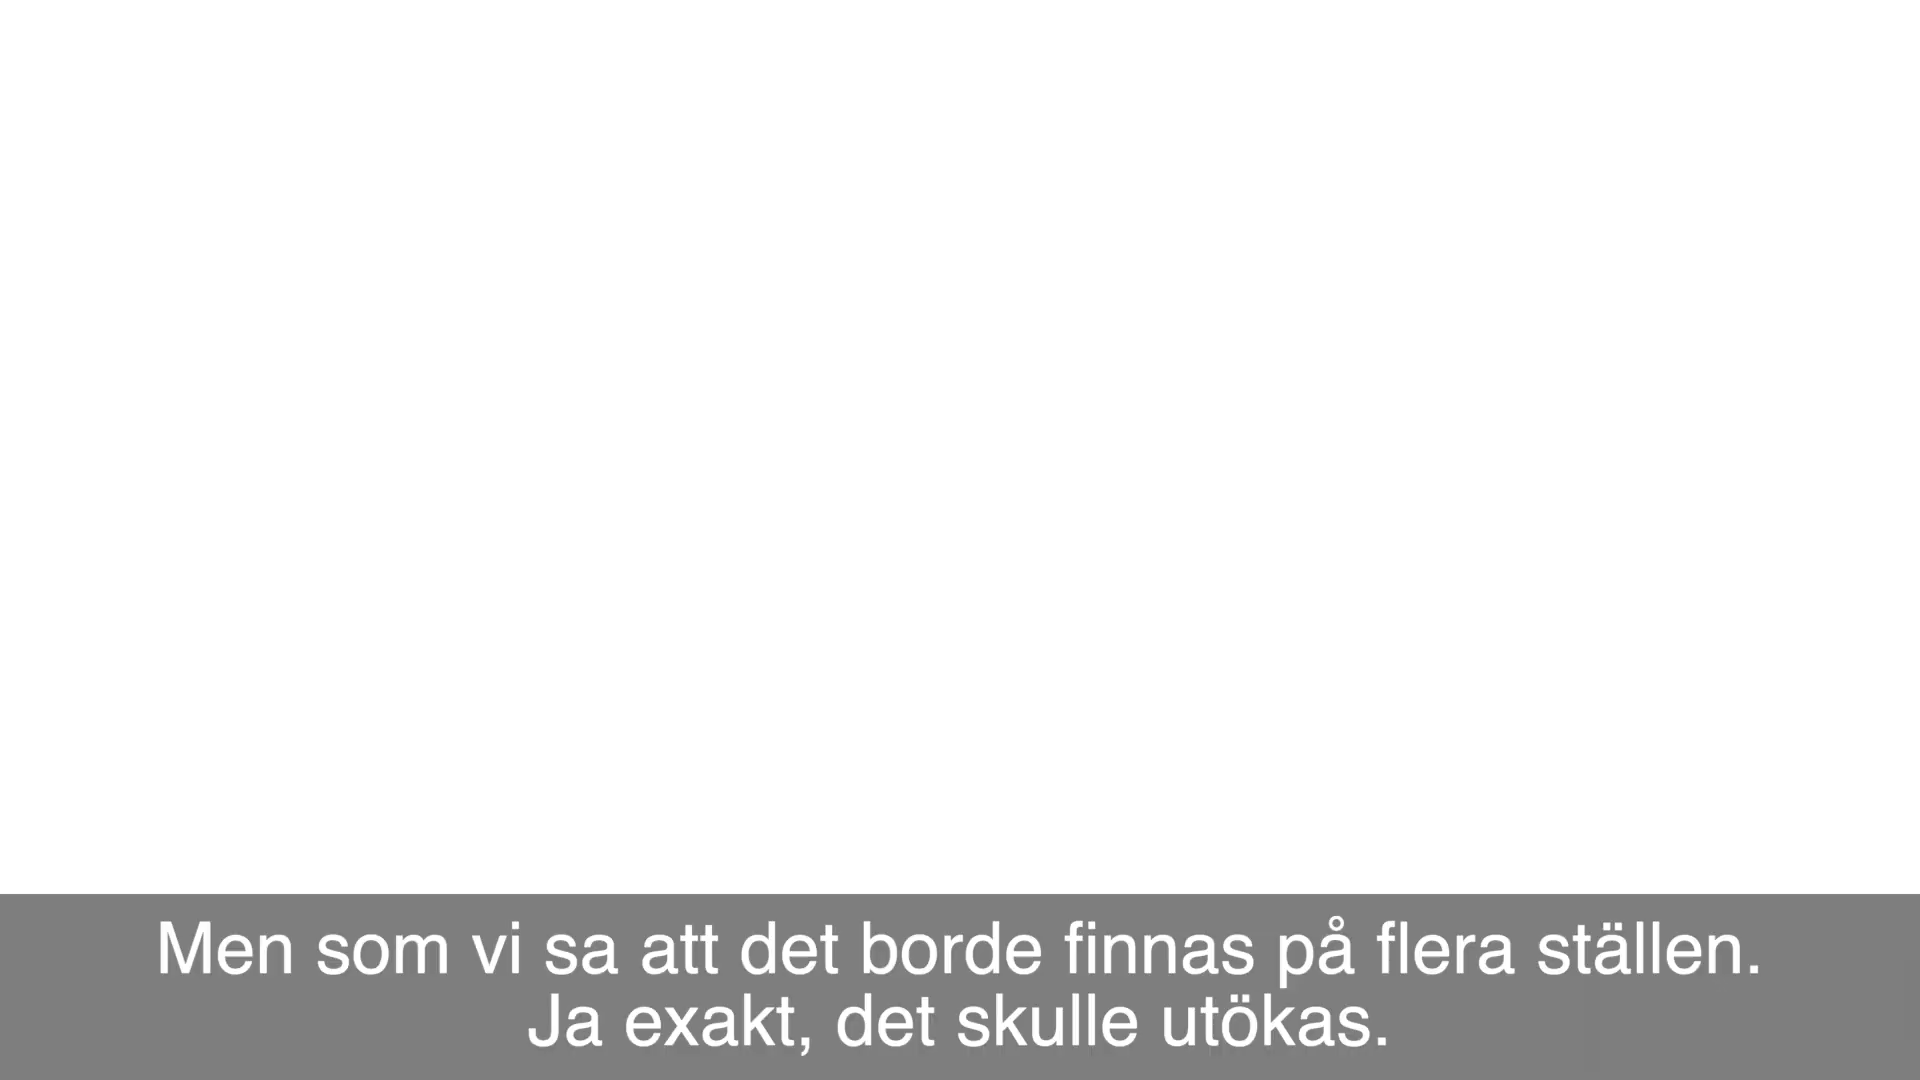 Men som vi sa att det borde finnas på flera ställen.
Ja exakt, det skulle utökas.